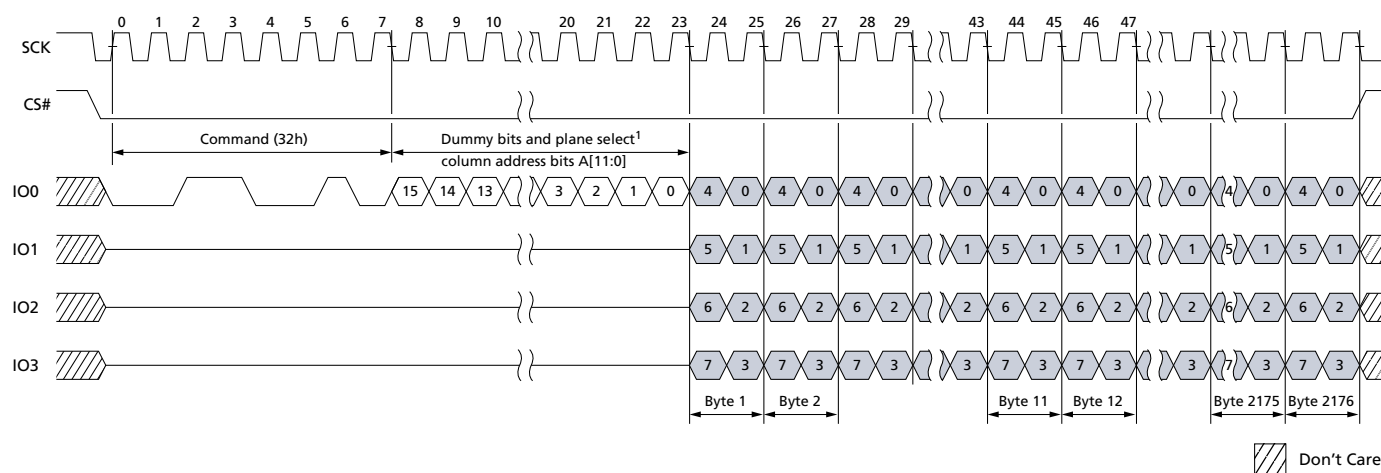 0 1 2 3 4 5 6 7 8 9 10 20 21 22 23 24 25 26 27 28 29 43 44 45 46 47
SCK
CS#
Command (32h)
Dummy bits and plane select1
column address bits A[11:0]
IO0 15 14 13 3 2 1 0 4 0 4 0 4 0 0 4 0 4 0 0 4 0 4 0
IO1 5 1 5 1 5 1 1 5 1 5 1 1 5 1 5 1
IO2 6 2 6 2 6 2 2 6 2 6 2 2 6 2 6 2
IO3 7 3 7 3 7 3 3 7 3 7 3 3 7 3 7 3
Byte 1 Byte 2 Byte 11 Byte 12 Byte 2175 Byte 2176
Don't Care